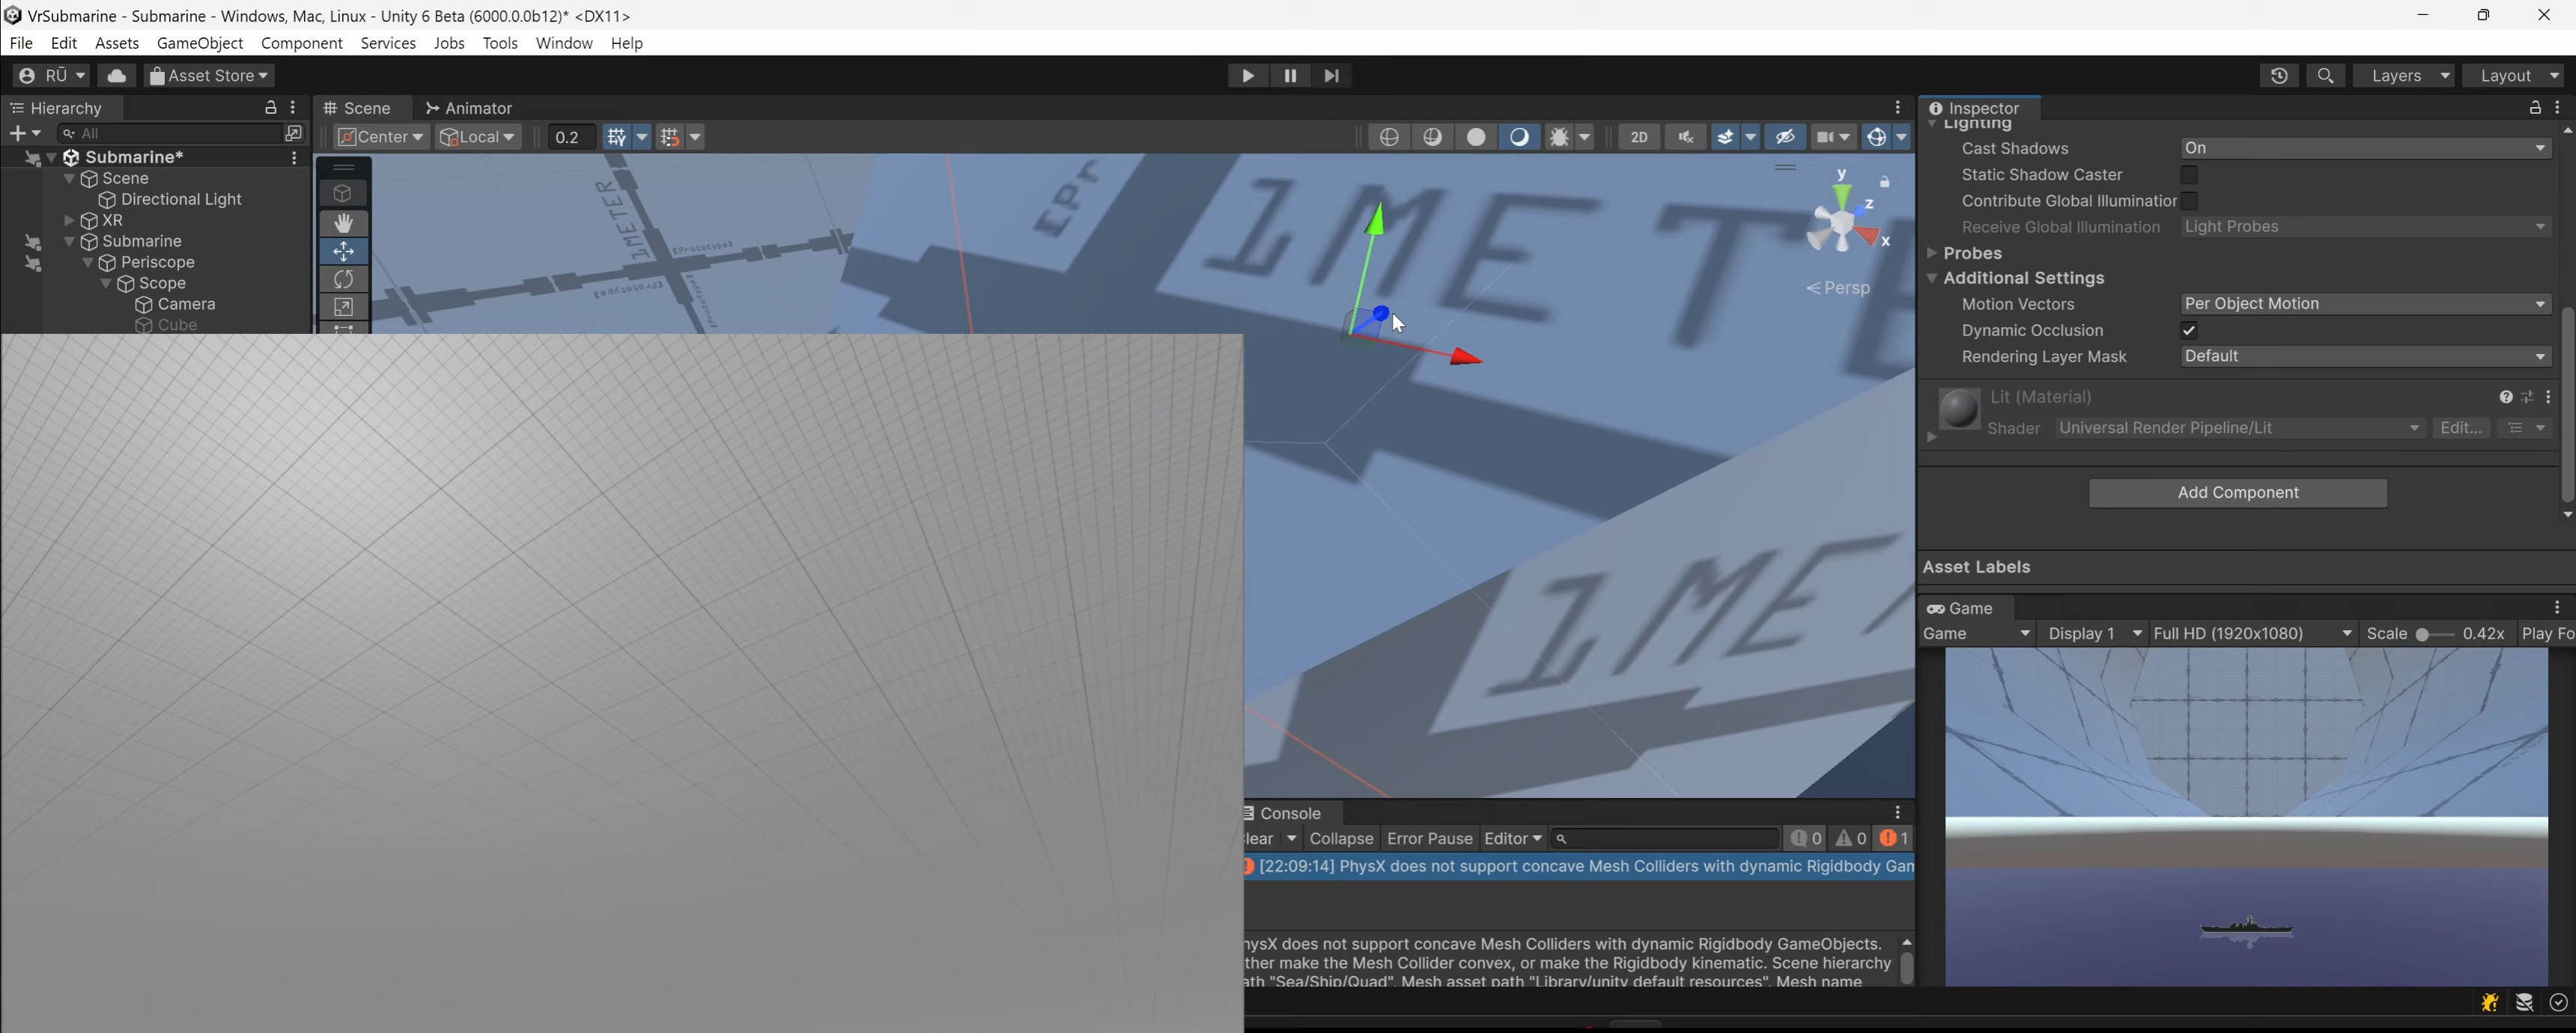 VrSubmarine - Submarine - Windows, Mac, Linux - Unity 6 Beta (6000.0.0b12)* <DX11>
File Edit Assets GameObject Component Services Jobs Tools Window Help
RŪ Asset Store Layers Layout
Hierarchy Scene Animator Inspector
All Center Local 0.2 2D
Submarine*
Scene
Directional Light
XR
Submarine
Periscope
Scope
Camera
Cube
1METER
[Prototype]
[Prototype]
[Prototype]
1MET
1MET
y
z
x
Persp
Lighting
Cast Shadows On
Static Shadow Caster
Contribute Global Illumination
Receive Global Illumination Light Probes
Probes
Additional Settings
Motion Vectors Per Object Motion
Dynamic Occlusion
Rendering Layer Mask Default
Lit (Material)
Shader Universal Render Pipeline/Lit Edit...
Add Component
Asset Labels
Game
Game Display 1 Full HD (1920x1080) Scale 0.42x Play Fo
Console
lear Collapse Error Pause Editor 0 0 1
[22:09:14] PhysX does not support concave Mesh Colliders with dynamic Rigidbody Gam
hysX does not support concave Mesh Colliders with dynamic Rigidbody GameObjects.
ther make the Mesh Collider convex, or make the Rigidbody kinematic. Scene hierarchy
ath "Sea/Ship/Quad", Mesh asset path "Library/unity default resources", Mesh name